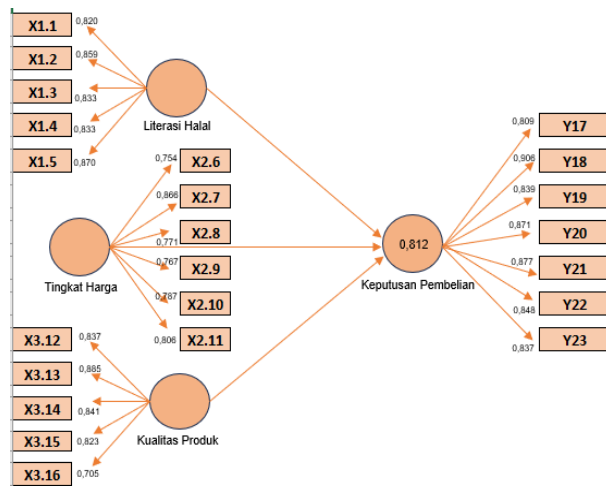 X1.1
0,820
X1.2
0,859
X1.3
0,833
X1.4
0,833
X1.5
0,870
Literasi Halal
X2.6
0,754
X2.7
0,866
X2.8
0,771
X2.9
0,767
X2.10
0,787
X2.11
0,806
Tingkat Harga
X3.12
0,837
X3.13
0,885
X3.14
0,841
X3.15
0,823
X3.16
0,705
Kualitas Produk
0,812
Keputusan Pembelian
0,809
Y17
0,906
Y18
0,839
Y19
0,871
Y20
0,877
Y21
0,848
Y22
0,837
Y23